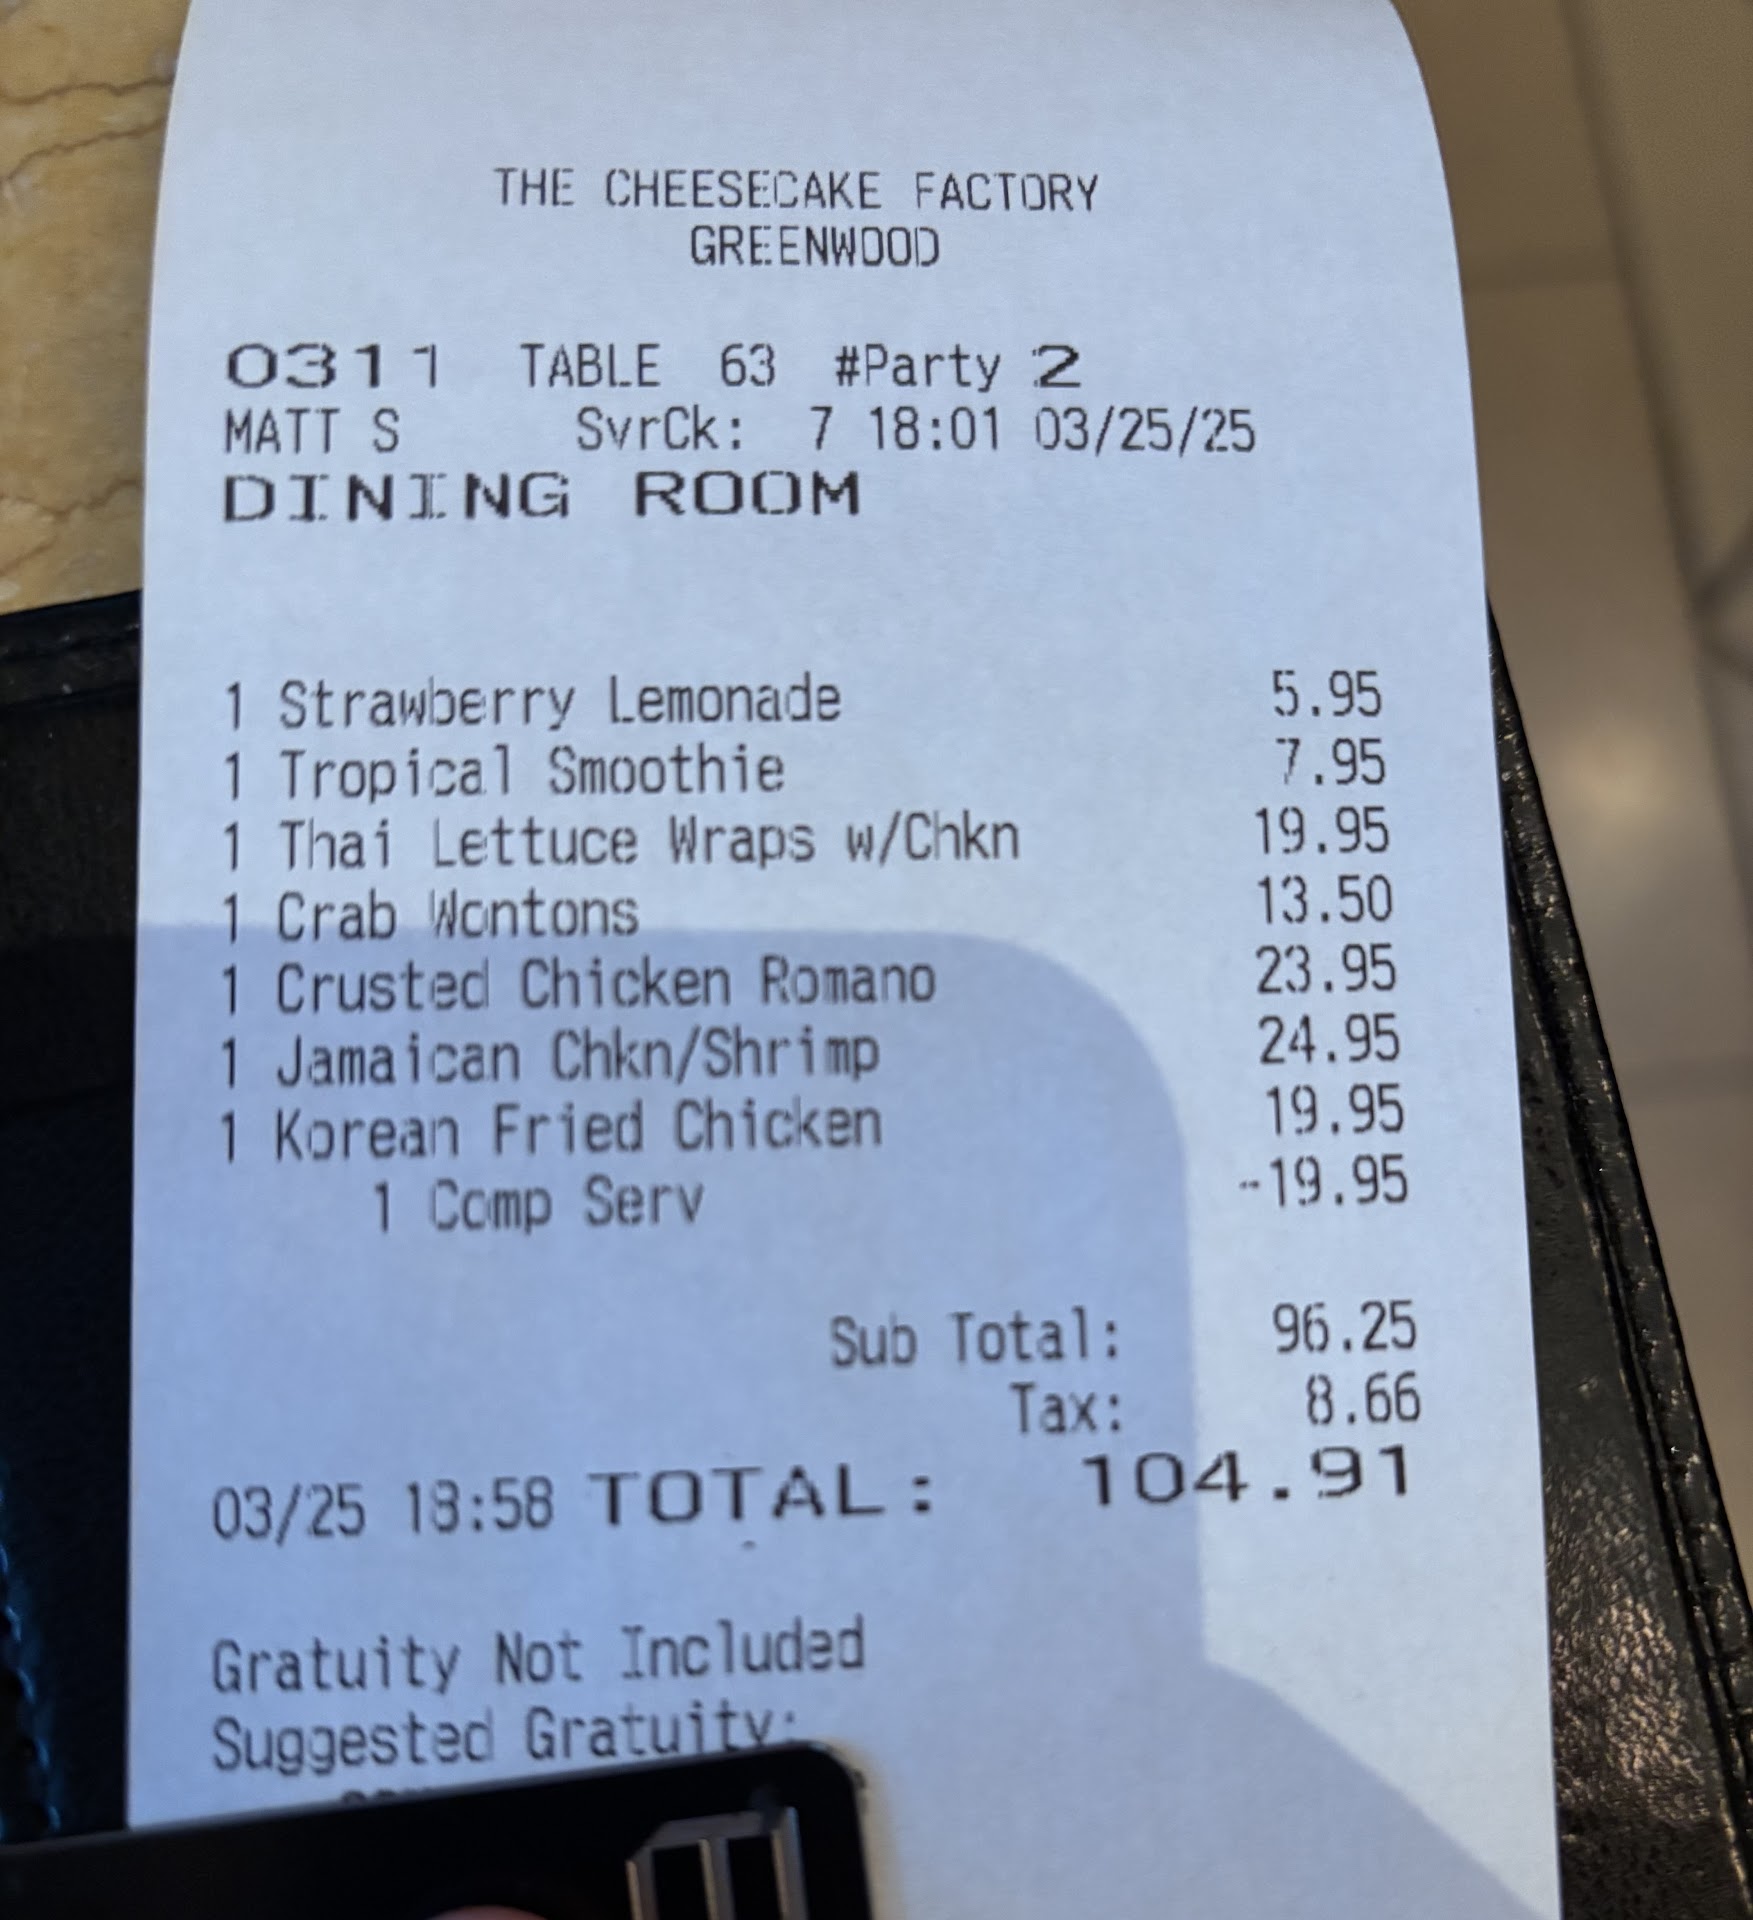 THE CHEESECAKE FACTORY
GREENWOOD
0311 TABLE 63 #Party 2
MATT S SvrCk: 7 18:01 03/25/25
DINING ROOM
1 Strawberry Lemonade 5.95
1 Tropical Smoothie 7.95
1 Thai Lettuce Wraps w/Chkn 19.95
1 Crab Wontons 13.50
1 Crusted Chicken Romano 23.95
1 Jamaican Chkn/Shrimp 24.95
1 Korean Fried Chicken 19.95
1 Comp Serv -19.95
Sub Total: 96.25
Tax: 8.66
03/25 18:58 TOTAL: 104.91
Gratuity Not Included
Suggested Gratuity: